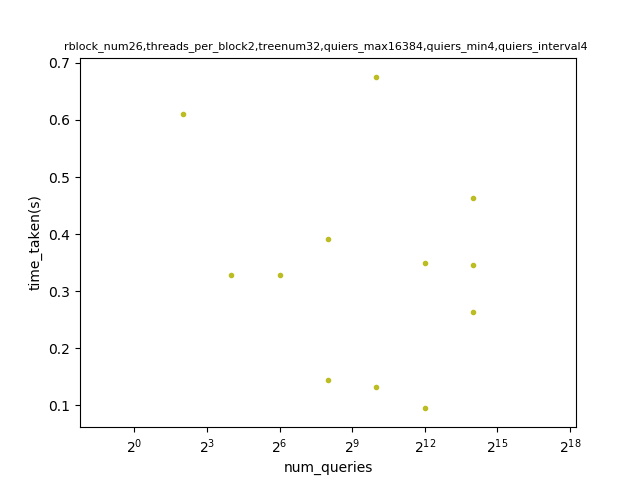 rblock_num26,threads_per_block2,treenum32,quiers_max16384,quiers_min4,quiers_interval4
0.7
0.6
0.5
0.4
0.3
0.2
0.1
time_taken(s)
2^0 2^3 2^6 2^9 2^12 2^15 2^18
num_queries